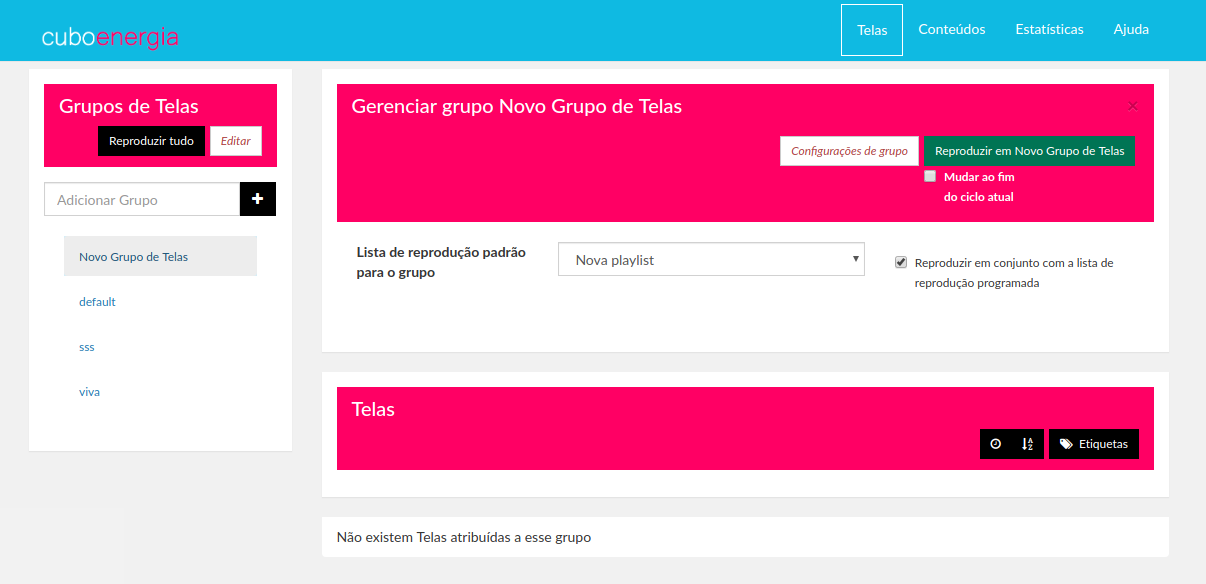 cuboenergia
Telas
Conteúdos
Estatísticas
Ajuda
Grupos de Telas
Reproduzir tudo
Editar
Adicionar Grupo
Novo Grupo de Telas
default
sss
viva
Gerenciar grupo Novo Grupo de Telas
×
Configurações de grupo
Reproduzir em Novo Grupo de Telas
Mudar ao fim
do ciclo atual
Lista de reprodução padrão
para o grupo
Nova playlist
Reproduzir em conjunto com a lista de
reprodução programada
Telas
Etiquetas
Não existem Telas atribuídas a esse grupo